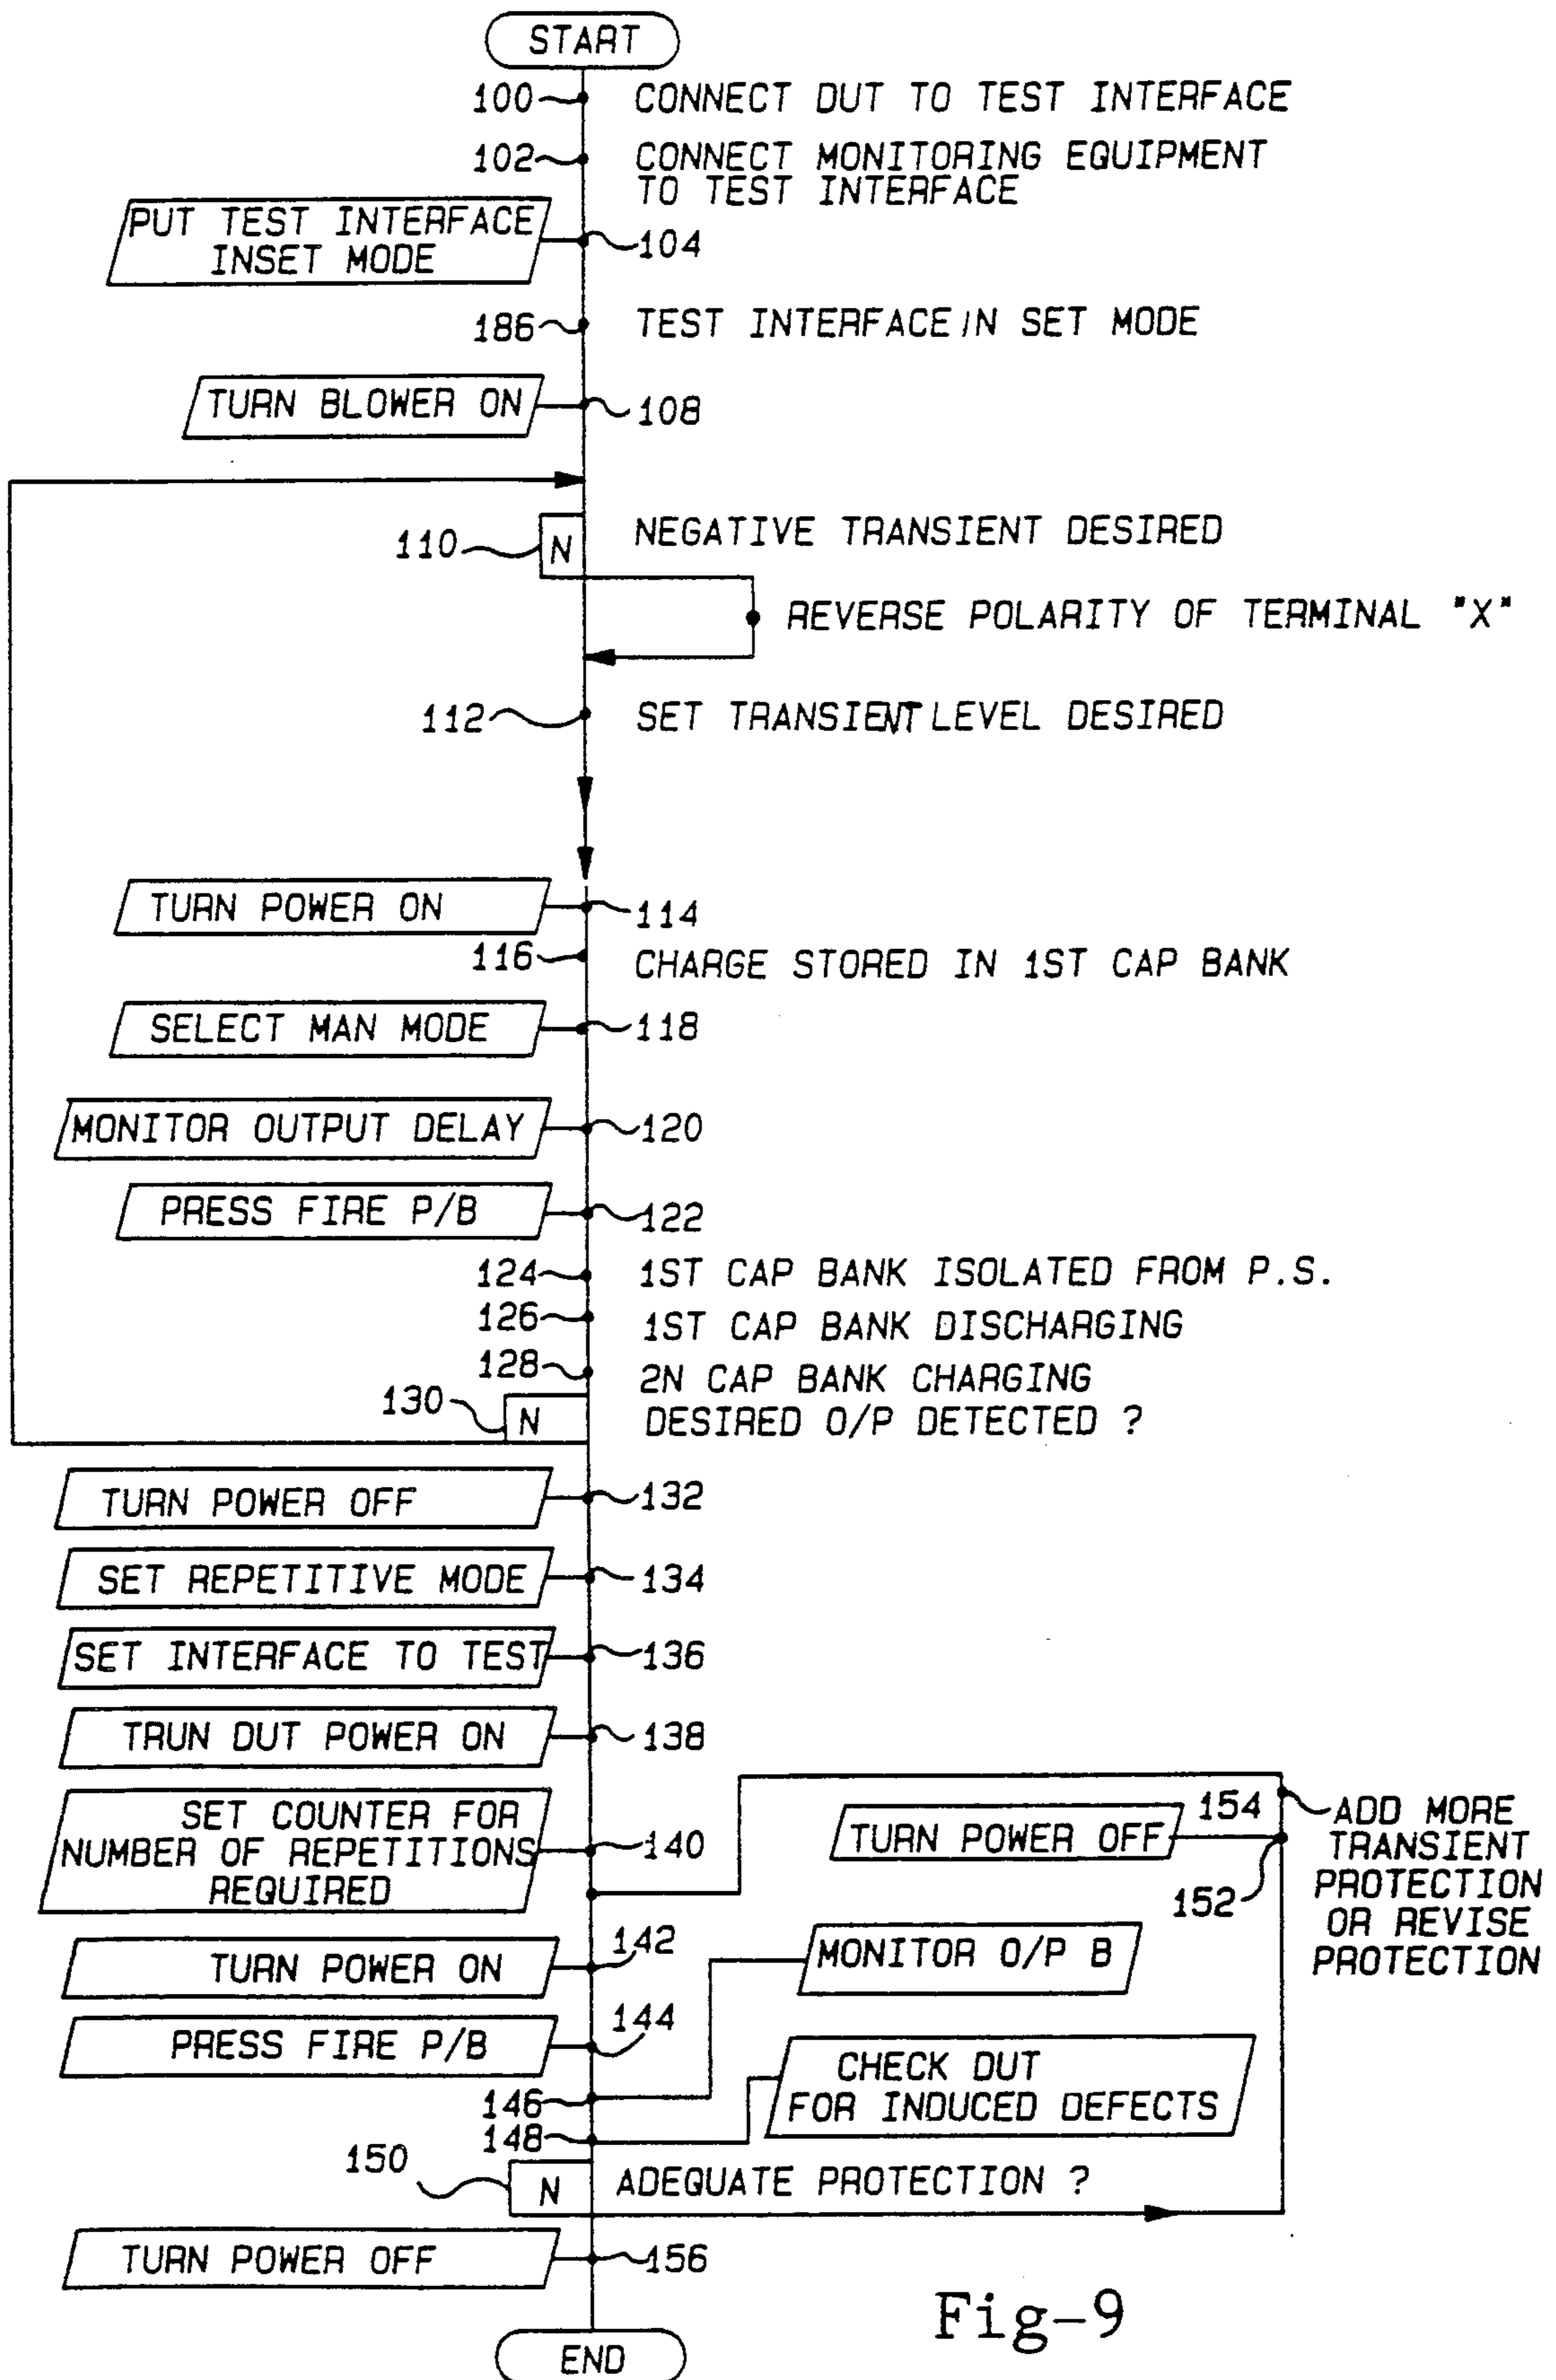 START
100
CONNECT DUT TO TEST INTERFACE
102
CONNECT MONITORING EQUIPMENT
TO TEST INTERFACE
PUT TEST INTERFACE
INSET MODE
104
186
TEST INTERFACE IN SET MODE
TURN BLOWER ON
108
110
N
NEGATIVE TRANSIENT DESIRED
REVERSE POLARITY OF TERMINAL "X"
112
SET TRANSIENT LEVEL DESIRED
TURN POWER ON
114
116
CHARGE STORED IN 1ST CAP BANK
SELECT MAN MODE
118
MONITOR OUTPUT DELAY
120
PRESS FIRE P/B
122
124
1ST CAP BANK ISOLATED FROM P.S.
126
1ST CAP BANK DISCHARGING
128
2N CAP BANK CHARGING
130
N
DESIRED O/P DETECTED ?
TURN POWER OFF
132
SET REPETITIVE MODE
134
SET INTERFACE TO TEST
136
TRUN DUT POWER ON
138
SET COUNTER FOR
NUMBER OF REPETITIONS
REQUIRED
140
TURN POWER OFF
154
152
ADD MORE
TRANSIENT
PROTECTION
OR REVISE
PROTECTION
TURN POWER ON
142
MONITOR O/P B
PRESS FIRE P/B
144
146
CHECK DUT
FOR INDUCED DEFECTS
148
150
N
ADEQUATE PROTECTION ?
TURN POWER OFF
156
END
Fig-9